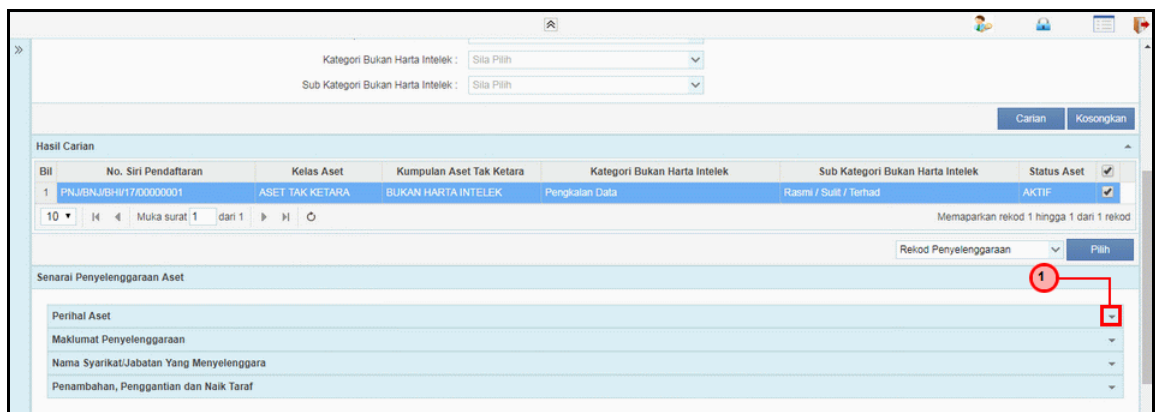 Kategori Bukan Harta Intelek : Sila Pilih
Sub Kategori Bukan Harta Intelek : Sila Pilih
Carian Kosongkan
Hasil Carian
Bil No. Siri Pendaftaran Kelas Aset Kumpulan Aset Tak Ketara Kategori Bukan Harta Intelek Sub Kategori Bukan Harta Intelek Status Aset
1 PNJ/BNJ/BHI/17/00000001 ASET TAK KETARA BUKAN HARTA INTELEK Pengkalan Data Rasmi / Sulit / Terhad AKTIF
10 Muka surat 1 dari 1 Memaparkan rekod 1 hingga 1 dari 1 rekod
Rekod Penyelenggaraan Pilih
Senarai Penyelenggaraan Aset
1
Perihal Aset
Maklumat Penyelenggaraan
Nama Syarikat/Jabatan Yang Menyelenggara
Penambahan, Penggantian dan Naik Taraf